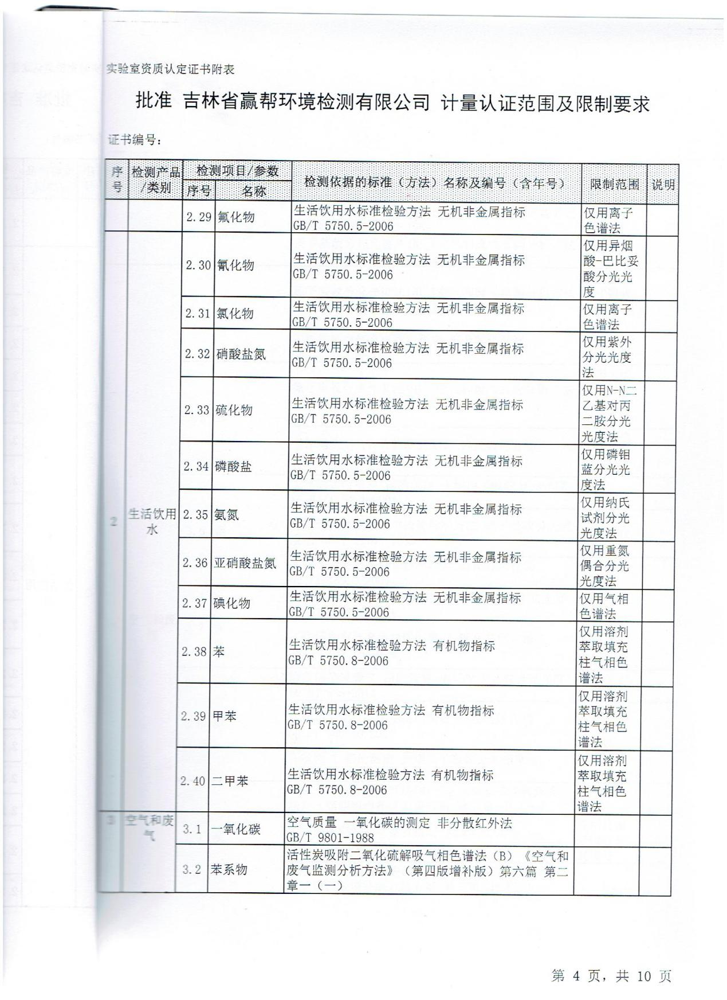 实验室资质认定证书附表
批准 吉林省赢帮环境检测有限公司 计量认证范围及限制要求
证书编号：
序号 检测产品/类别 检测项目/参数 检测依据的标准（方法）名称及编号（含年号） 限制范围 说明
序号 名称
2.29 氟化物 生活饮用水标准检验方法 无机非金属指标 GB/T 5750.5-2006 仅用离子色谱法
2.30 氰化物 生活饮用水标准检验方法 无机非金属指标 GB/T 5750.5-2006 仅用异烟酸-巴比妥酸分光光度
2.31 氯化物 生活饮用水标准检验方法 无机非金属指标 GB/T 5750.5-2006 仅用离子色谱法
2.32 硝酸盐氮 生活饮用水标准检验方法 无机非金属指标 GB/T 5750.5-2006 仅用紫外分光光度法
2.33 硫化物 生活饮用水标准检验方法 无机非金属指标 GB/T 5750.5-2006 仅用N-N二乙基对丙二胺分光光度法
2.34 磷酸盐 生活饮用水标准检验方法 无机非金属指标 GB/T 5750.5-2006 仅用磷钼蓝分光光度法
2 生活饮用水 2.35 氨氮 生活饮用水标准检验方法 无机非金属指标 GB/T 5750.5-2006 仅用纳氏试剂分光光度法
2.36 亚硝酸盐氮 生活饮用水标准检验方法 无机非金属指标 GB/T 5750.5-2006 仅用重氮偶合分光光度法
2.37 碘化物 生活饮用水标准检验方法 无机非金属指标 GB/T 5750.5-2006 仅用气相色谱法
2.38 苯 生活饮用水标准检验方法 有机物指标 GB/T 5750.8-2006 仅用溶剂萃取填充柱气相色谱法
2.39 甲苯 生活饮用水标准检验方法 有机物指标 GB/T 5750.8-2006 仅用溶剂萃取填充柱气相色谱法
2.40 二甲苯 生活饮用水标准检验方法 有机物指标 GB/T 5750.8-2006 仅用溶剂萃取填充柱气相色谱法
3 空气和废气 3.1 一氧化碳 空气质量 一氧化碳的测定 非分散红外法 GB/T 9801-1988
3.2 苯系物 活性炭吸附二氧化硫解吸气相色谱法（B）《空气和废气监测分析方法》（第四版增补版）第六篇 第二章一（一）
第 4 页，共 10 页